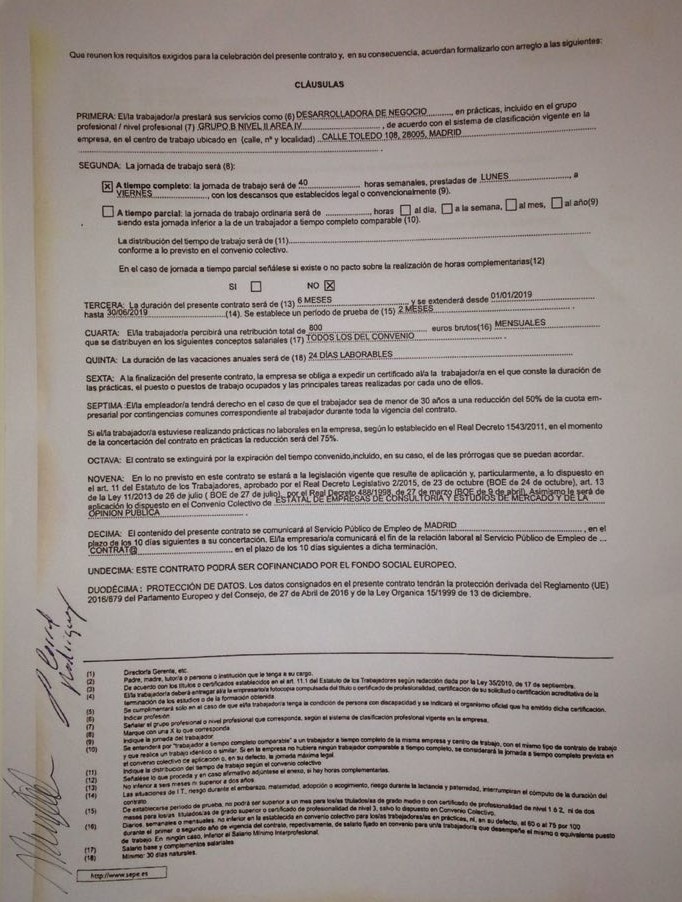 Que reunen los requisitos exigidos para la celebración del presente contrato y, en su consecuencia, acuerdan formalizarlo con arreglo a las siguientes:
CLÁUSULAS
PRIMERA: El/la trabajador/a prestará sus servicios como (6) DESARROLLADORA DE NEGOCIO, en prácticas, incluido en el grupo
profesional / nivel profesional (7) GRUPO B NIVEL II AREA IV, de acuerdo con el sistema de clasificación vigente en la
empresa, en el centro de trabajo ubicado en (calle, nº y localidad) CALLE TOLEDO 108, 28005, MADRID
SEGUNDA: La jornada de trabajo será (8):
☒ A tiempo completo: la jornada de trabajo será de 40 horas semanales, prestadas de LUNES, a
VIERNES, con los descansos que establecidos legal o convencionalmente (9).
☐ A tiempo parcial: la jornada de trabajo ordinaria será de ........, horas ☐ al día, ☐ a la semana, ☐ al mes, ☐ al año(9)
siendo esta jornada inferior a la de un trabajador a tiempo completo comparable (10).
La distribución del tiempo de trabajo será de (11)........
conforme a lo previsto en el convenio colectivo.
En el caso de jornada a tiempo parcial señálese si existe o no pacto sobre la realización de horas complementarias(12)
SI ☐ NO ☒
TERCERA: La duración del presente contrato será de (13) 6 MESES y se extenderá desde 01/01/2019
hasta 30/06/2019 (14). Se establece un período de prueba de (15) 2 MESES
CUARTA: El/la trabajador/a percibirá una retribución total de 800 euros brutos(16) MENSUALES
que se distribuyen en los siguientes conceptos salariales (17) TODOS LOS DEL CONVENIO.
QUINTA: La duración de las vacaciones anuales será de (18) 24 DÍAS LABORABLES
SEXTA: A la finalización del presente contrato, la empresa se obliga a expedir un certificado al/a la trabajador/a en el que conste la duración de
las prácticas, el puesto o puestos de trabajo ocupados y las principales tareas realizadas por cada uno de ellos.
SEPTIMA :El/la empleador/a tendrá derecho en el caso de que el trabajador sea de menor de 30 años a una reducción del 50% de la cuota em-
presarial por contingencias comunes correspondiente al trabajador durante toda la vigencia del contrato.
Si el/la trabajador/a estuviese realizando prácticas no laborales en la empresa, según lo establecido en el Real Decreto 1543/2011, en el momento
de la concertación del contrato en prácticas la reducción será del 75%.
OCTAVA: El contrato se extinguirá por la expiración del tiempo convenido,incluido, en su caso, el de las prórrogas que se puedan acordar.
NOVENA: En lo no previsto en este contrato se estará a la legislación vigente que resulte de aplicación y, particularmente, a lo dispuesto en
el art. 11 del Estatuto de los Trabajadores, aprobado por el Real Decreto Legislativo 2/2015, de 23 de octubre (BOE de 24 de octubre), art. 13
de la Ley 11/2013 de 26 de julio ( BOE de 27 de julio), por el Real Decreto 488/1998, de 27 de marzo (BOE de 9 de abril). Asimismo le será de
aplicación lo dispuesto en el Convenio Colectivo de ESTATAL DE EMPRESAS DE CONSULTORIA Y ESTUDIOS DE MERCADO Y DE LA
OPINION PUBLICA
DECIMA: El contenido del presente contrato se comunicará al Servicio Público de Empleo de MADRID, en el
plazo de los 10 días siguientes a su concertación. El/la empresario/a comunicará el fin de la relación laboral al Servicio Público de Empleo de ...
CONTRAT@ en el plazo de los 10 días siguientes a dicha terminación.
UNDECIMA: ESTE CONTRATO PODRÁ SER COFINANCIADO POR EL FONDO SOCIAL EUROPEO.
DUODÉCIMA : PROTECCIÓN DE DATOS. Los datos consignados en el presente contrato tendrán la protección derivada del Reglamento (UE)
2016/679 del Parlamento Europeo y del Consejo, de 27 de Abril de 2016 y de la Ley Organica 15/1999 de 13 de diciembre.
Rodríguez
(1) Director/a Gerente, etc.
(2) Padre, madre, tutor/a o persona o institución que le tenga a su cargo.
(3) De acuerdo con los títulos o certificados establecidos en el art. 11.1 del Estatuto de los Trabajadores según redacción dada por la Ley 35/2010, de 17 de septiembre.
(4) El/la trabajador/a deberá entregar al/a la empresario/a fotocopia compulsada del título o certificado de profesionalidad, certificación de su solicitud o certificación acreditativa de la
terminación de los estudios o de la formación obtenida.
(5) Se cumplimentará solo en el caso de que el/la trabajador/a tenga la condición de persona con discapacidad y se indicará el organismo oficial que ha emitido dicha certificación.
(6) Indicar profesión.
(7) Señalar el grupo profesional o nivel profesional que corresponda, según el sistema de clasificación profesional vigente en la empresa.
(8) Marque con una X lo que corresponda
(9) Indique la jornada del trabajador
(10) Se entenderá por "trabajador a tiempo completo comparable" a un trabajador a tiempo completo de la misma empresa y centro de trabajo, con el mismo tipo de contrato de trabajo
y que realice un trabajo idéntico o similar. Si en la empresa no hubiera ningun trabajador comparable a tiempo completo, se considerará la jornada a tiempo completo prevista en
el convenio colectivo de aplicación o, en su defecto, la jornada máxima legal.
(11) Indique la distribución del tiempo de trabajo según el convenio colectivo
(12) Señálese lo que proceda y en caso afirmativo adjúntese el anexo, si hay horas complementarias.
(13) No inferior a seis meses ni superior a dos años
(14) Las situaciones de I.T., riesgo durante el embarazo, maternidad, adopción o acogimiento, riesgo durante la lactancia y paternidad, interrumpiran el cómputo de la duración del
contrato
(15) De establecerse periodo de prueba, no podrá ser superior a un mes para los/las titulados/as de grado medio o con certificado de profesionalidad de nivel 1 ó 2, ni de dos
meses para los/as titulados/as de grado superior o certificado de profesionalidad de nivel 3, salvo lo dispuesto en Convenio Colectivo.
(16) Diarios, semanales o mensuales, no inferior en la establecida en convenio colectivo para los/las trabajadores/as en prácticas, ni, en su defecto, al 60 o al 75 por 100
durante el primer o segundo año de vigencia del contrato, repectivamente, de salario fijado en convenio para un/a trabajador/a que desempeñe el mismo o equivalente puesto
de trabajo. En ningún caso, inferior al Salario Mínimo Interprofesional.
(17) Salario base y complementos salariales
(18) Mínimo: 30 días naturales.
http://www.sepe.es